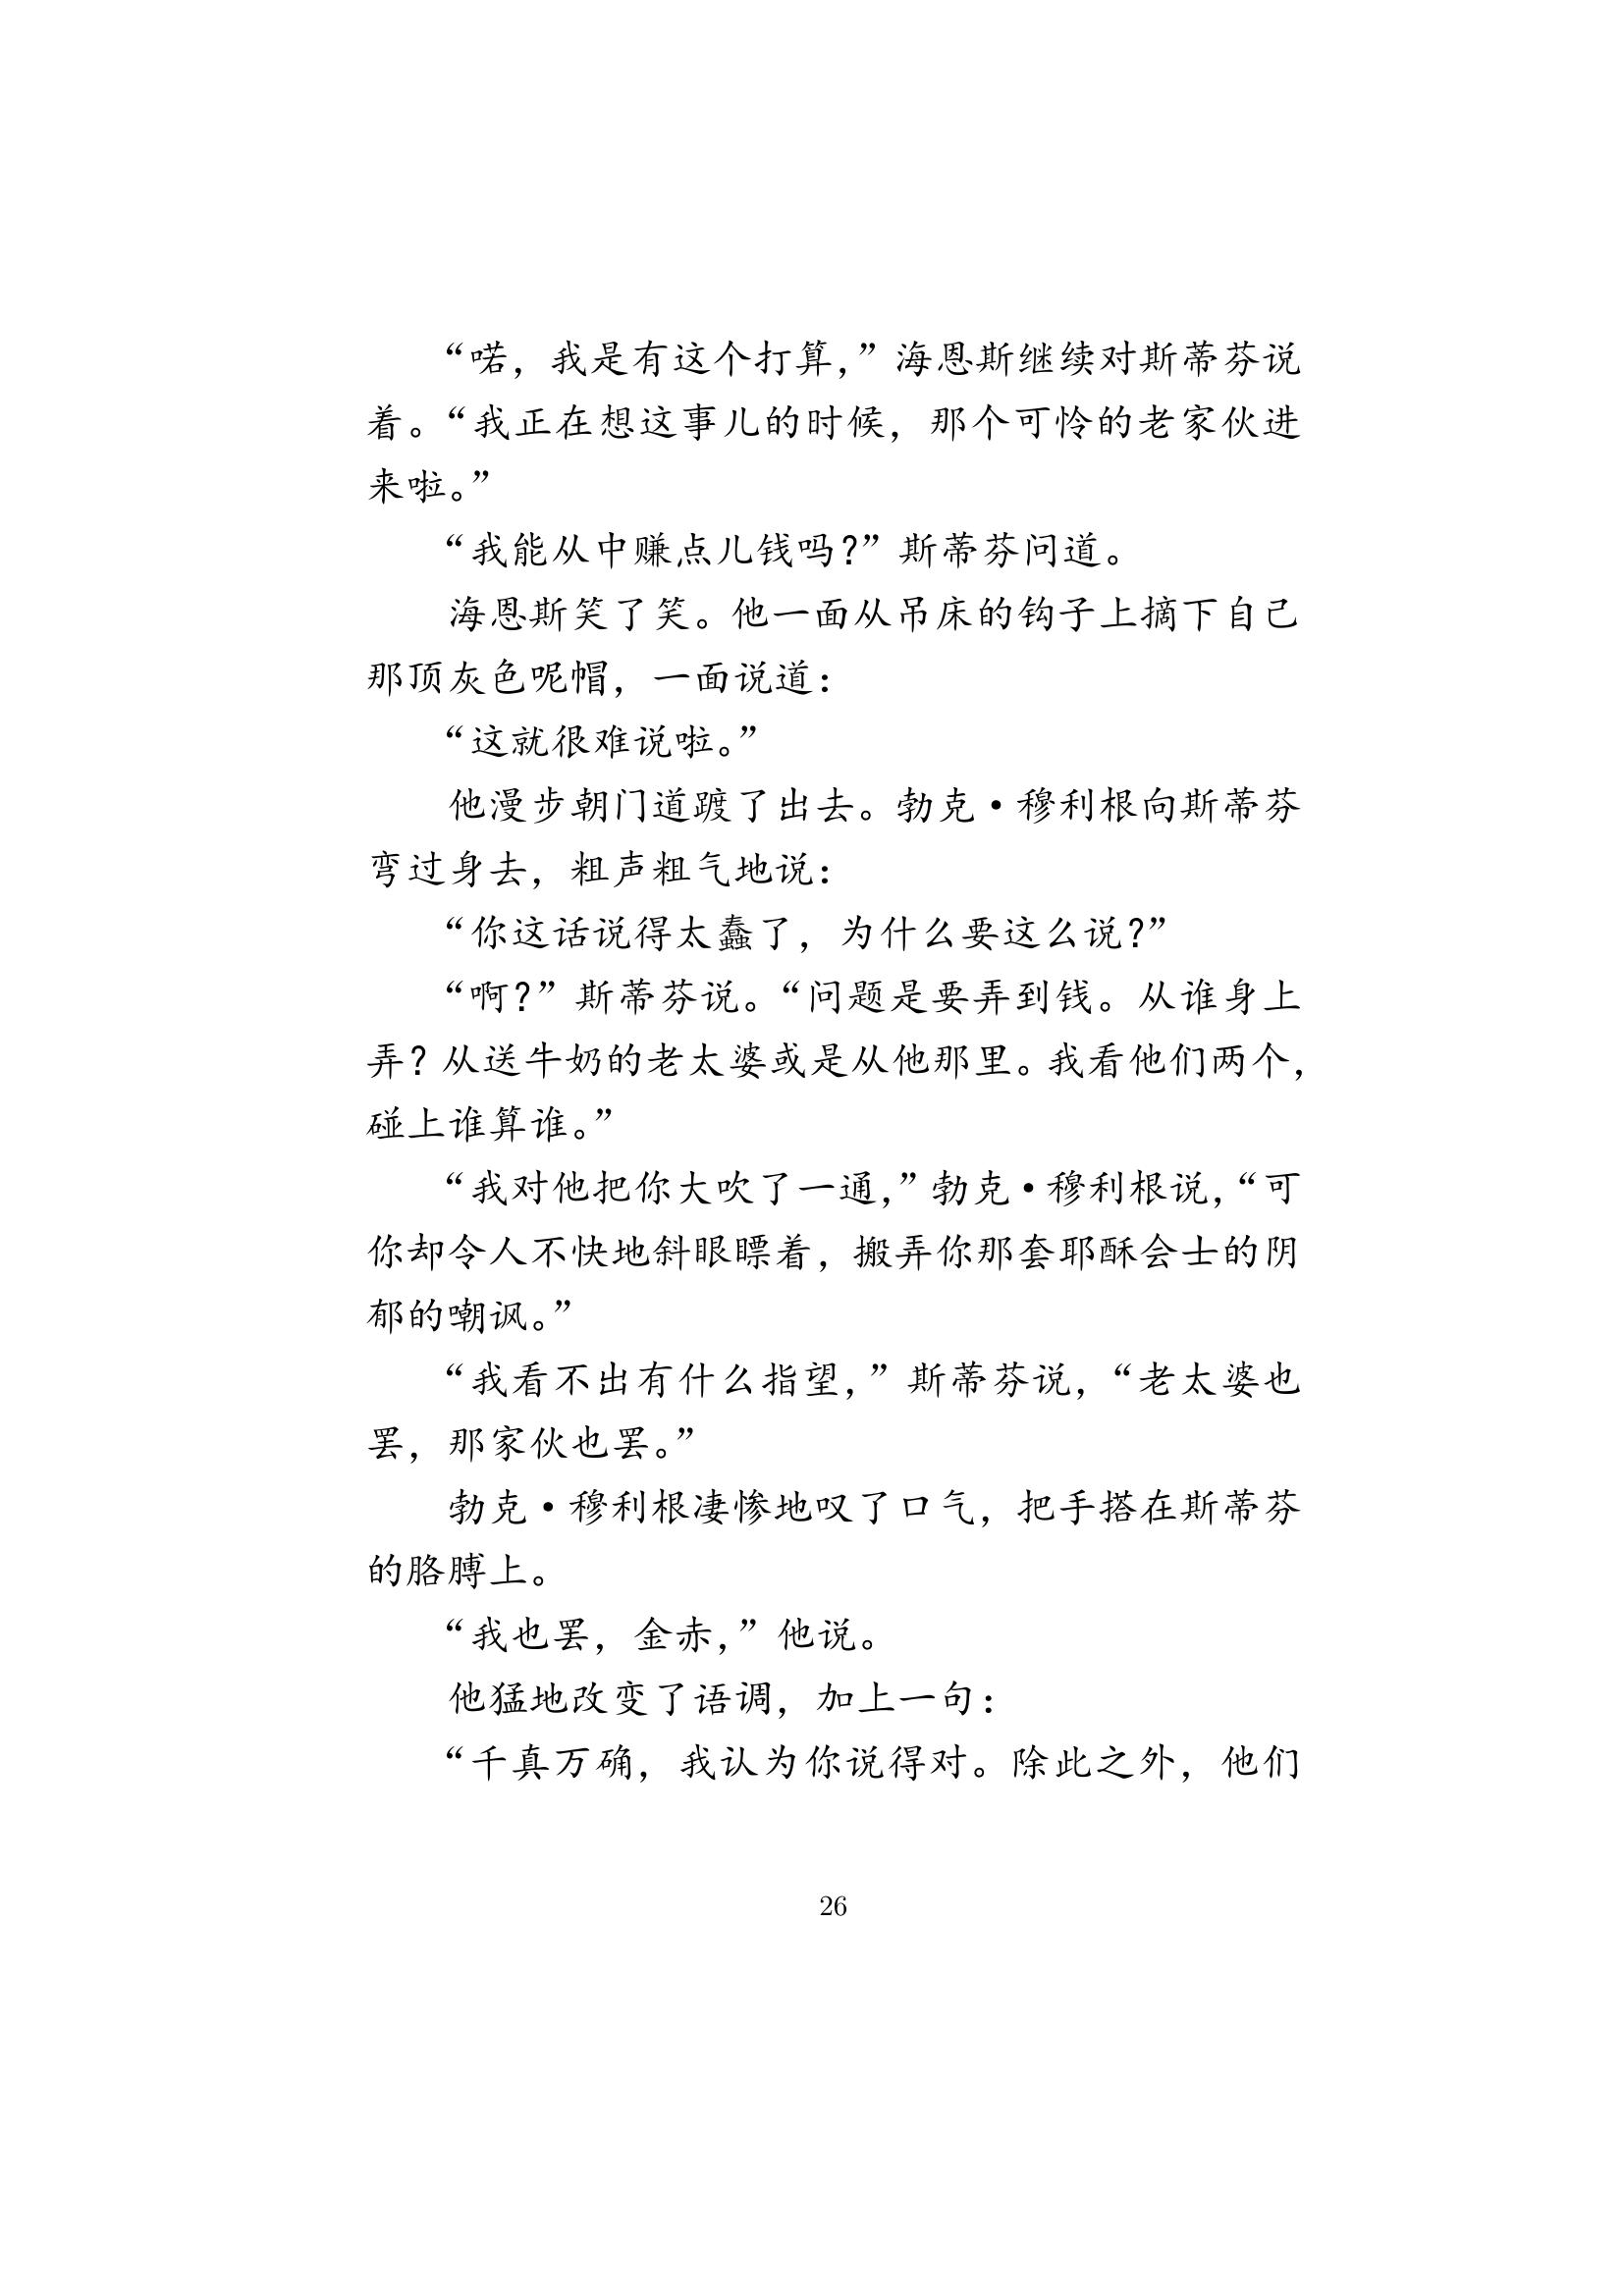 “喏，我是有这个打算，”海恩斯继续对斯蒂芬说
着。“我正在想这事儿的时候，那个可怜的老家伙进
来啦。”
“我能从中赚点儿钱吗？”斯蒂芬问道。
海恩斯笑了笑。他一面从吊床的钩子上摘下自己
那顶灰色呢帽，一面说道：
“这就很难说啦。”
他漫步朝门道踱了出去。勃克·穆利根向斯蒂芬
弯过身去，粗声粗气地说：
“你这话说得太蠢了，为什么要这么说？”
“啊？”斯蒂芬说。“问题是要弄到钱。从谁身上
弄？从送牛奶的老太婆或是从他那里。我看他们两个，
碰上谁算谁。”
“我对他把你大吹了一通，”勃克·穆利根说，“可
你却令人不快地斜眼瞟着，搬弄你那套耶酥会士的阴
郁的嘲讽。”
“我看不出有什么指望，”斯蒂芬说，“老太婆也
罢，那家伙也罢。”
勃克·穆利根凄惨地叹了口气，把手搭在斯蒂芬
的胳膊上。
“我也罢，金赤，”他说。
他猛地改变了语调，加上一句：
“千真万确，我认为你说得对。除此之外，他们
26